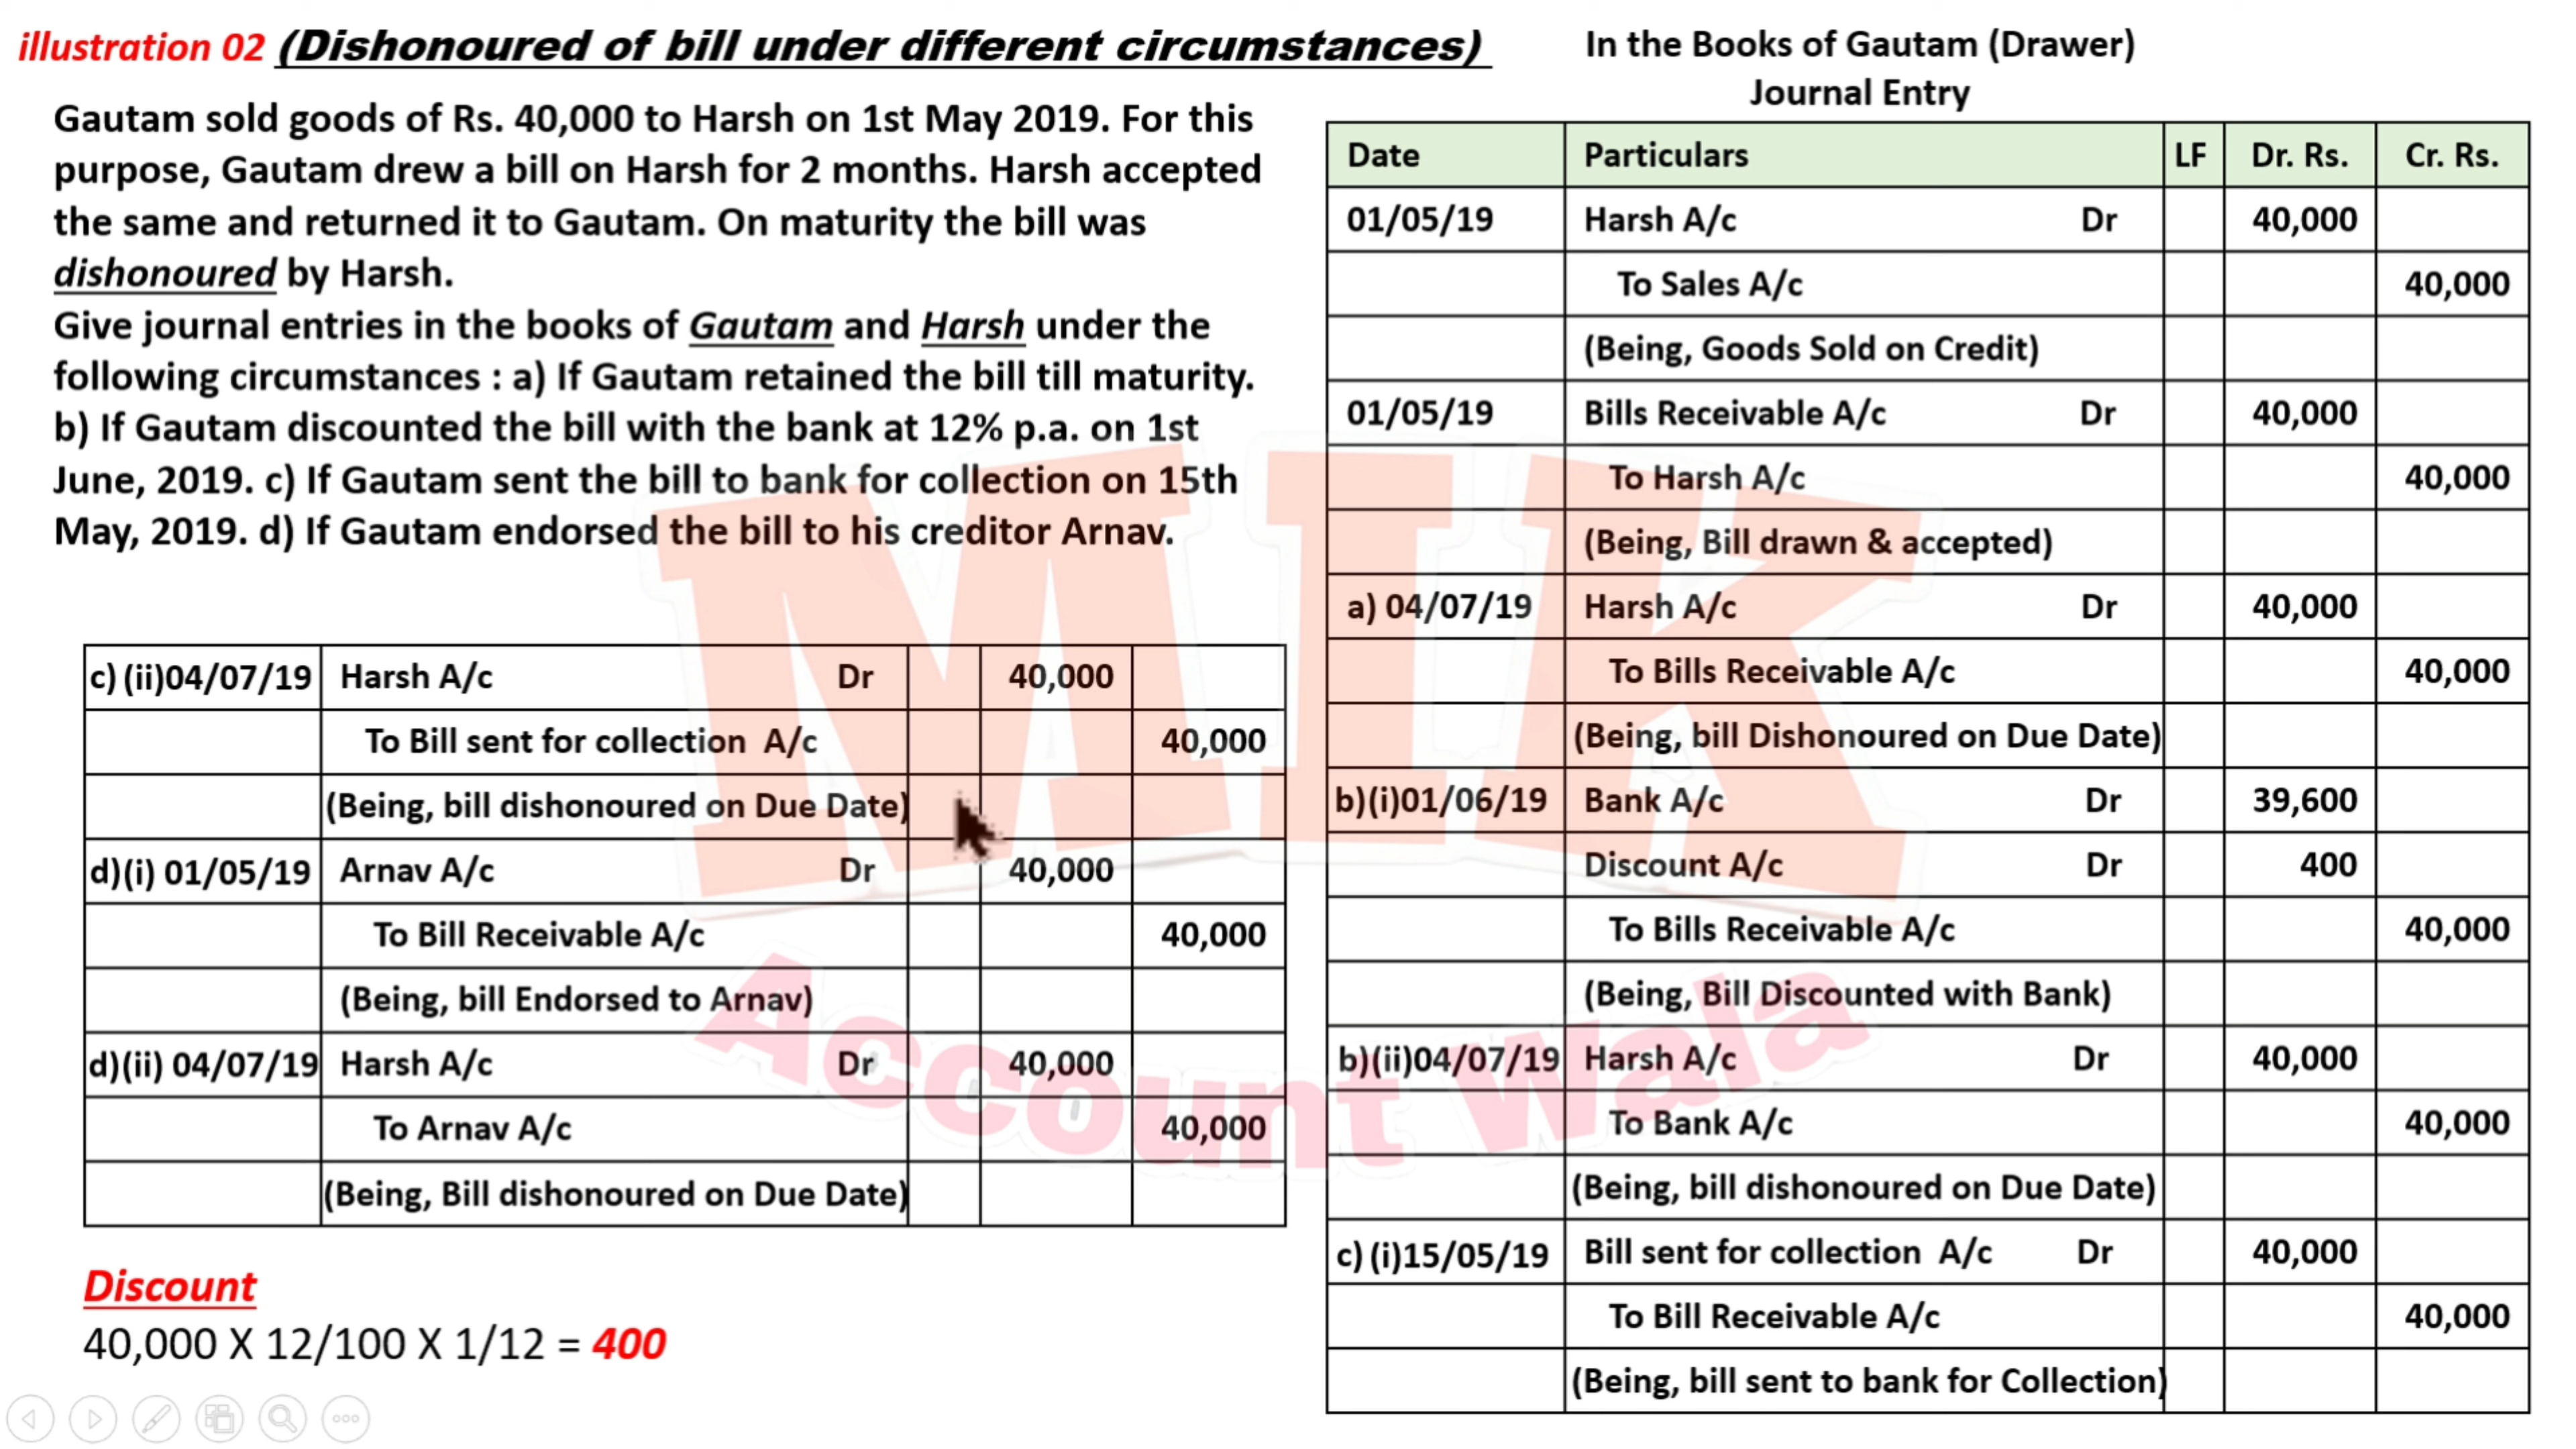 illustration 02 (Dishonoured of bill under different circumstances)
Gautam sold goods of Rs. 40,000 to Harsh on 1st May 2019. For this
purpose, Gautam drew a bill on Harsh for 2 months. Harsh accepted
the same and returned it to Gautam. On maturity the bill was
dishonoured by Harsh.
Give journal entries in the books of Gautam and Harsh under the
following circumstances : a) If Gautam retained the bill till maturity.
b) If Gautam discounted the bill with the bank at 12% p.a. on 1st
June, 2019. c) If Gautam sent the bill to bank for collection on 15th
May, 2019. d) If Gautam endorsed the bill to his creditor Arnav.
In the Books of Gautam (Drawer)
Journal Entry
Date Particulars LF Dr. Rs. Cr. Rs.
01/05/19 Harsh A/c Dr 40,000
To Sales A/c 40,000
(Being, Goods Sold on Credit)
01/05/19 Bills Receivable A/c Dr 40,000
To Harsh A/c 40,000
(Being, Bill drawn & accepted)
a) 04/07/19 Harsh A/c Dr 40,000
To Bills Receivable A/c 40,000
(Being, bill Dishonoured on Due Date)
b)(i)01/06/19 Bank A/c Dr 39,600
Discount A/c Dr 400
To Bills Receivable A/c 40,000
(Being, Bill Discounted with Bank)
b)(ii)04/07/19 Harsh A/c Dr 40,000
To Bank A/c 40,000
(Being, bill dishonoured on Due Date)
c) (i)15/05/19 Bill sent for collection A/c Dr 40,000
To Bill Receivable A/c 40,000
(Being, bill sent to bank for Collection)
c) (ii)04/07/19 Harsh A/c Dr 40,000
To Bill sent for collection A/c 40,000
(Being, bill dishonoured on Due Date)
d)(i) 01/05/19 Arnav A/c Dr 40,000
To Bill Receivable A/c 40,000
(Being, bill Endorsed to Arnav)
d)(ii) 04/07/19 Harsh A/c Dr 40,000
To Arnav A/c 40,000
(Being, Bill dishonoured on Due Date)
Discount
40,000 X 12/100 X 1/12 = 400
MIK
Account Wala